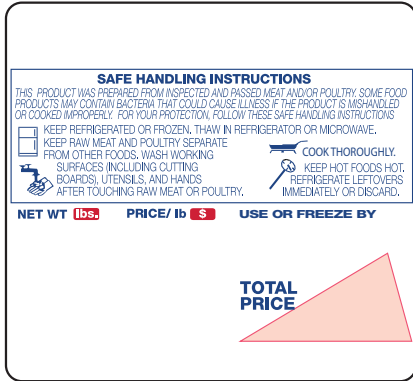 SAFE HANDLING INSTRUCTIONS
THIS PRODUCT WAS PREPARED FROM INSPECTED AND PASSED MEAT AND/OR POULTRY. SOME FOOD
PRODUCTS MAY CONTAIN BACTERIA THAT COULD CAUSE ILLNESS IF THE PRODUCT IS MISHANDLED
OR COOKED IMPROPERLY. FOR YOUR PROTECTION, FOLLOW THESE SAFE HANDLING INSTRUCTIONS
KEEP REFRIGERATED OR FROZEN. THAW IN REFRIGERATOR OR MICROWAVE.
KEEP RAW MEAT AND POULTRY SEPARATE
FROM OTHER FOODS. WASH WORKING
SURFACES (INCLUDING CUTTING
BOARDS), UTENSILS, AND HANDS
AFTER TOUCHING RAW MEAT OR POULTRY.
COOK THOROUGHLY.
KEEP HOT FOODS HOT.
REFRIGERATE LEFTOVERS
IMMEDIATELY OR DISCARD.
NET WT lbs. PRICE/ lb $ USE OR FREEZE BY
TOTAL
PRICE